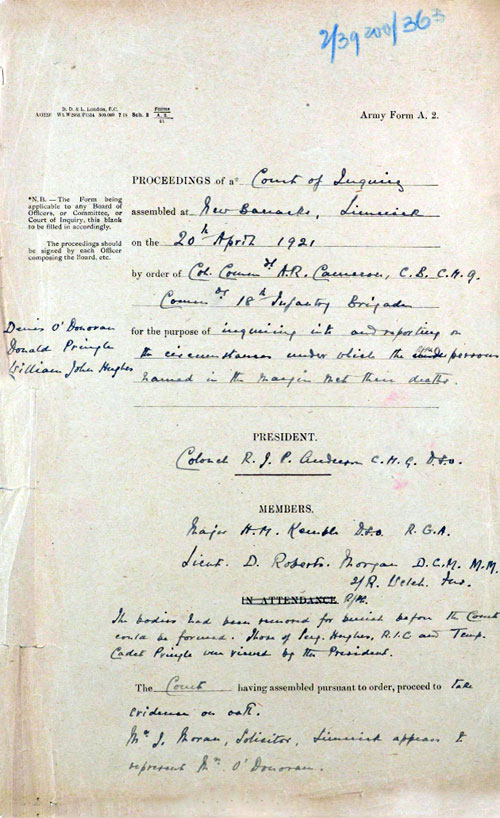 2/39200/363
D. D. & L. London, E.C.
Forms
A. 2.
Sch. 2
Army Form A. 2.
PROCEEDINGS of a* Court of Inquiry
assembled at New Barracks, Limerick
on the 20th April 1921
by order of Col. Comm dg A.R. Cameron, C.B. C.M.G.
Comm dg 18th Infantry Brigade
for the purpose of inquiring into and reporting on
the circumstances under which the persons
named in the margin met their deaths.
*N.B.—The Form being
applicable to any Board of
Officers, or Committee, or
Court of Inquiry, this blank
to be filled in accordingly.
The proceedings should
be signed by each Officer
composing the Board, etc.
Denis O'Donovan
Donald Pringle
William John Hughes
PRESIDENT.
Colonel R. J. P. Anderson C.M.G. D.S.O.
MEMBERS.
Major H.M. Kemble D.S.O. R.G.A.
Lieut. D. Roberts-Morgan D.C.M. M.M.
2/R. Welch Fus.
IN ATTENDANCE
The bodies had been removed for burial before the Court
could be formed. Those of Serg. Hughes, R.I.C and Temp.
Cadet Pringle were viewed by the President.
The Court having assembled pursuant to order, proceed to take
evidence on oath.
Mr J. Moran, Solicitor, Limerick appears to
represent Mrs O'Donovan.